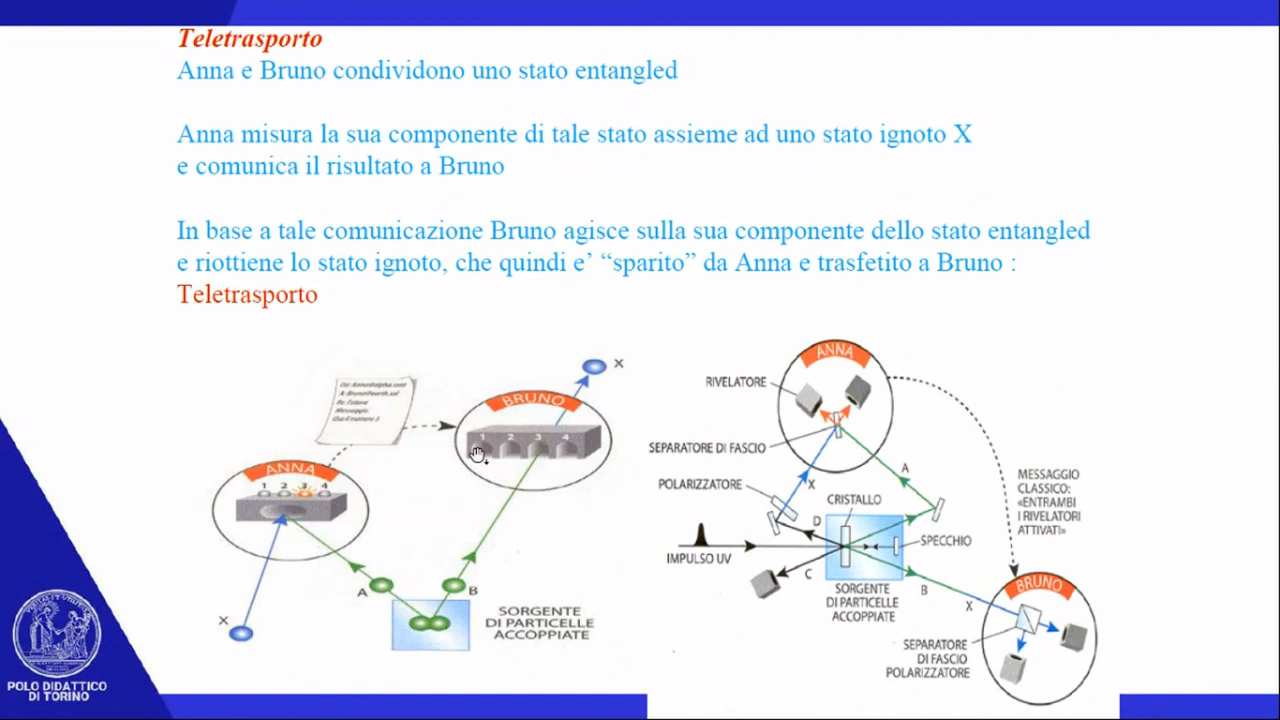 Teletrasporto
Anna e Bruno condividono uno stato entangled
Anna misura la sua componente di tale stato assieme ad uno stato ignoto X
e comunica il risultato a Bruno
In base a tale comunicazione Bruno agisce sulla sua componente dello stato entangled
e riottiene lo stato ignoto, che quindi e’ “sparito” da Anna e trasfetito a Bruno :
Teletrasporto
X
BRUNO
1 2 3 4
ANNA
1 2 3 4
A
B
X
SORGENTE
DI PARTICELLE
ACCOPPIATE
ANNA
RIVELATORE
SEPARATORE DI FASCIO
A
X
POLARIZZATORE
CRISTALLO
MESSAGGIO
CLASSICO:
«ENTRAMBI
I RIVELATORI
ATTIVATI»
D
SPECCHIO
IMPULSO UV
C
B
SORGENTE
DI PARTICELLE
ACCOPPIATE
X
BRUNO
SEPARATORE
DI FASCIO
POLARIZZATORE
POLO DIDATTICO
DI TORINO